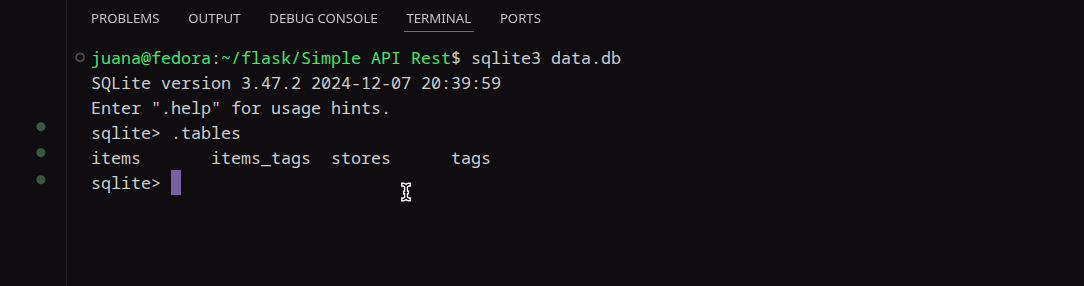 PROBLEMS OUTPUT DEBUG CONSOLE TERMINAL PORTS
juana@fedora:~/flask/Simple API Rest$ sqlite3 data.db
SQLite version 3.47.2 2024-12-07 20:39:59
Enter ".help" for usage hints.
sqlite> .tables
items       items_tags  stores      tags
sqlite>